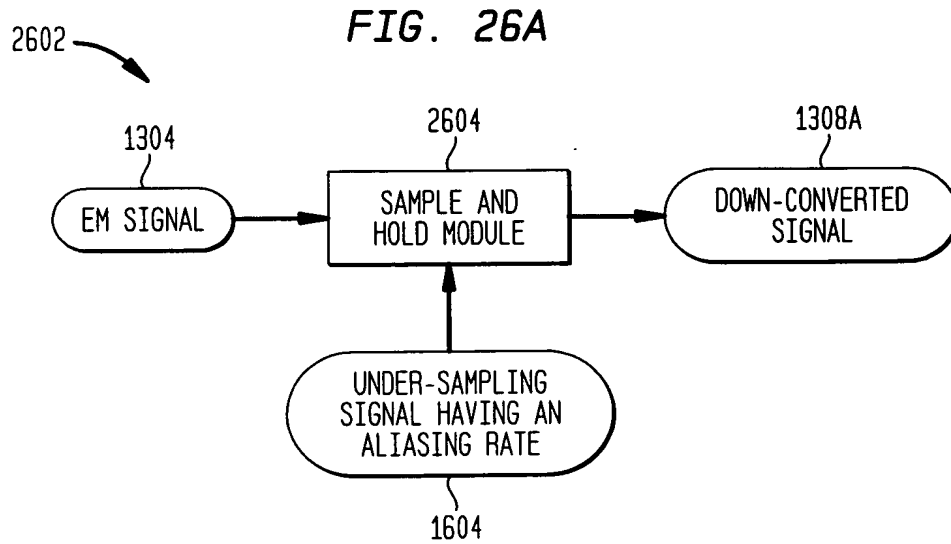 FIG. 26A
2602
1304
EM SIGNAL
2604
SAMPLE AND
HOLD MODULE
1308A
DOWN-CONVERTED
SIGNAL
UNDER-SAMPLING
SIGNAL HAVING AN
ALIASING RATE
1604